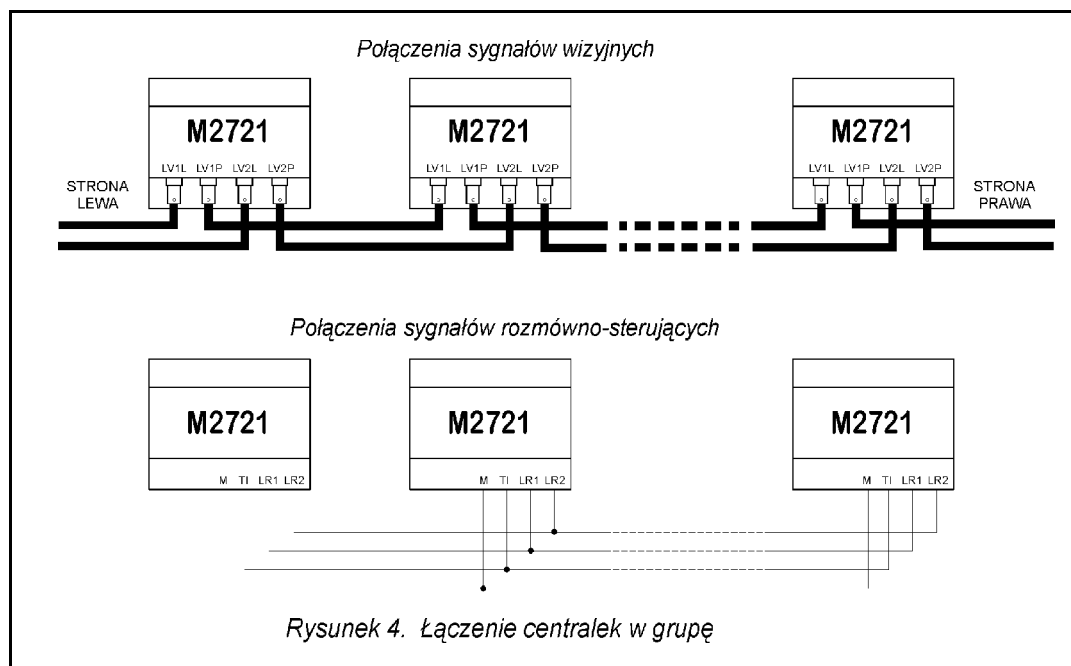 Połączenia sygnałów wizyjnych
M2721 M2721 M2721
LV1L LV1P LV2L LV2P LV1L LV1P LV2L LV2P LV1L LV1P LV2L LV2P
STRONA LEWA
STRONA PRAWA
Połączenia sygnałów rozmówno-sterujących
M2721 M2721 M2721
M TI LR1 LR2 M TI LR1 LR2 M TI LR1 LR2
Rysunek 4. Łączenie centralek w grupę